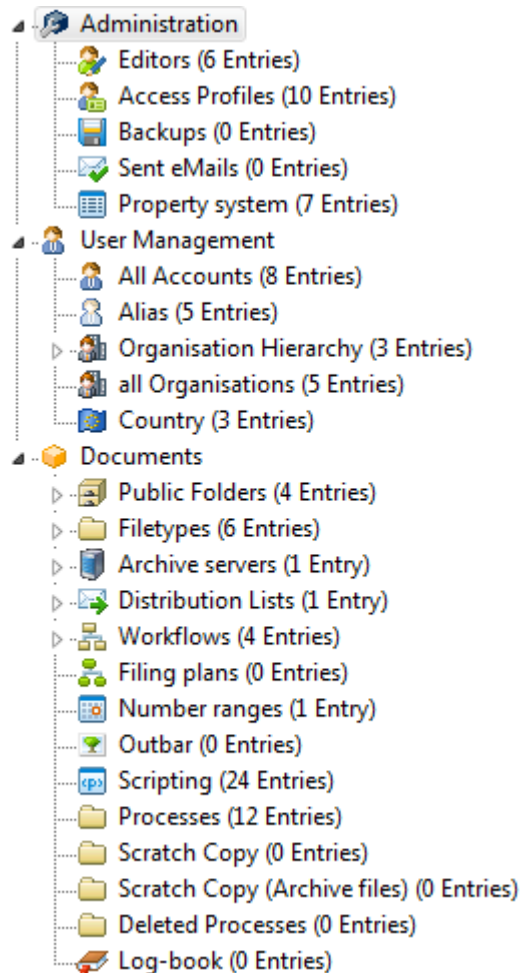 Administration
Editors (6 Entries)
Access Profiles (10 Entries)
Backups (0 Entries)
Sent eMails (0 Entries)
Property system (7 Entries)
User Management
All Accounts (8 Entries)
Alias (5 Entries)
Organisation Hierarchy (3 Entries)
all Organisations (5 Entries)
Country (3 Entries)
Documents
Public Folders (4 Entries)
Filetypes (6 Entries)
Archive servers (1 Entry)
Distribution Lists (1 Entry)
Workflows (4 Entries)
Filing plans (0 Entries)
Number ranges (1 Entry)
Outbar (0 Entries)
Scripting (24 Entries)
Processes (12 Entries)
Scratch Copy (0 Entries)
Scratch Copy (Archive files) (0 Entries)
Deleted Processes (0 Entries)
Log-book (0 Entries)